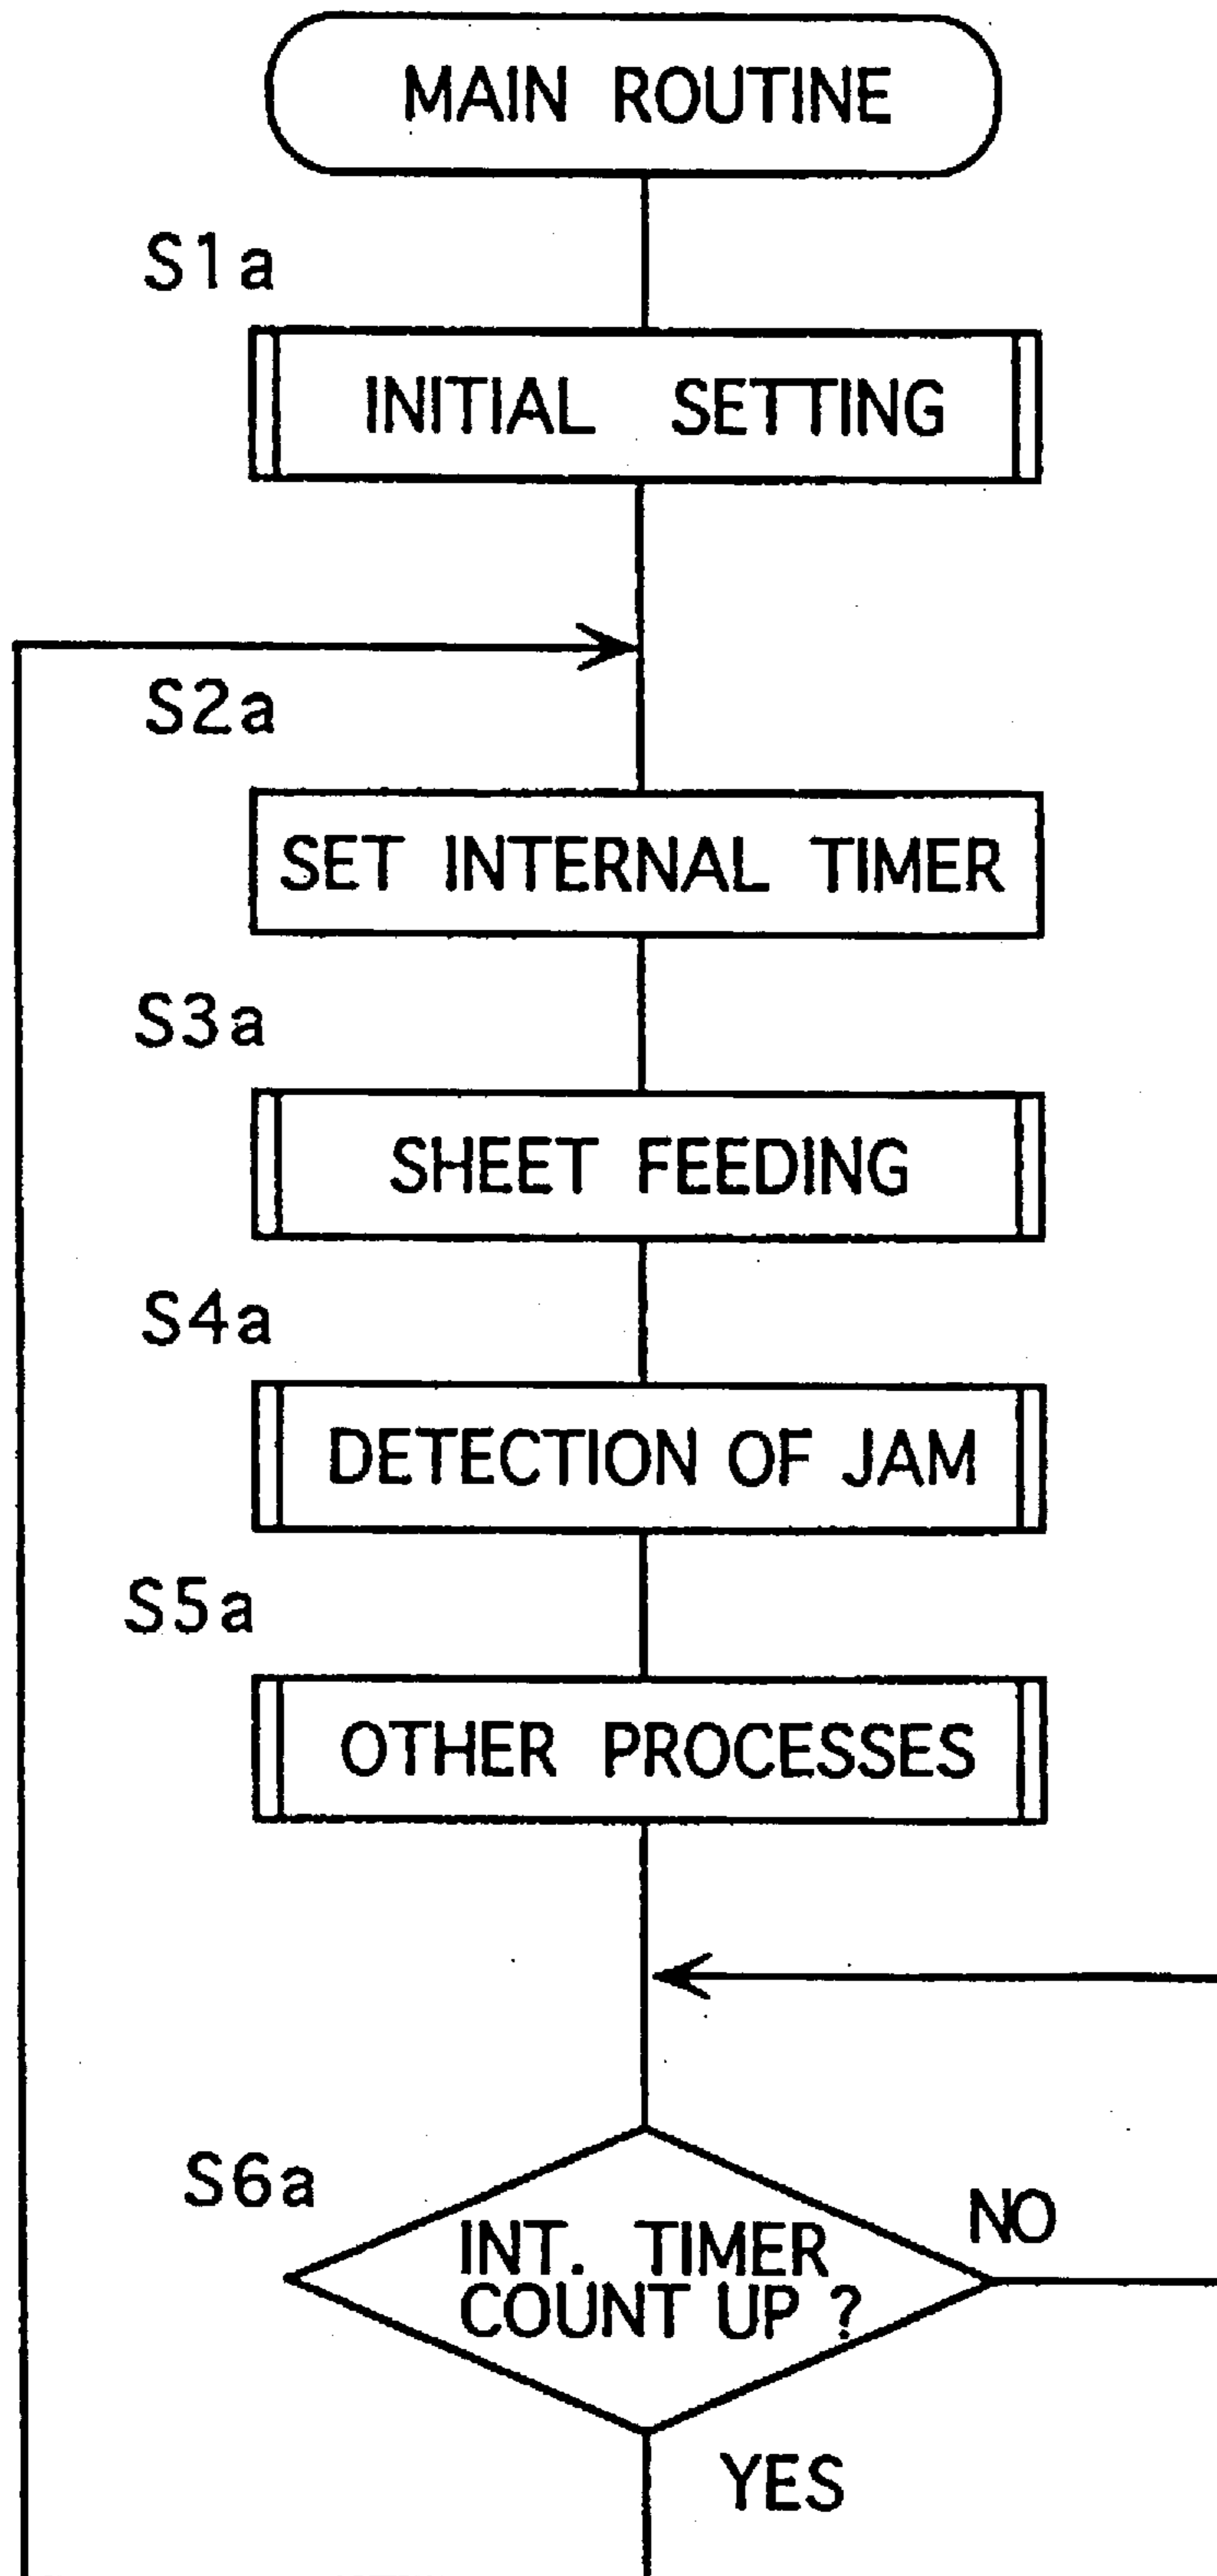 MAIN ROUTINE
S1a
INITIAL SETTING
S2a
SET INTERNAL TIMER
S3a
SHEET FEEDING
S4a
DETECTION OF JAM
S5a
OTHER PROCESSES
S6a
INT. TIMER
COUNT UP ?
NO
YES